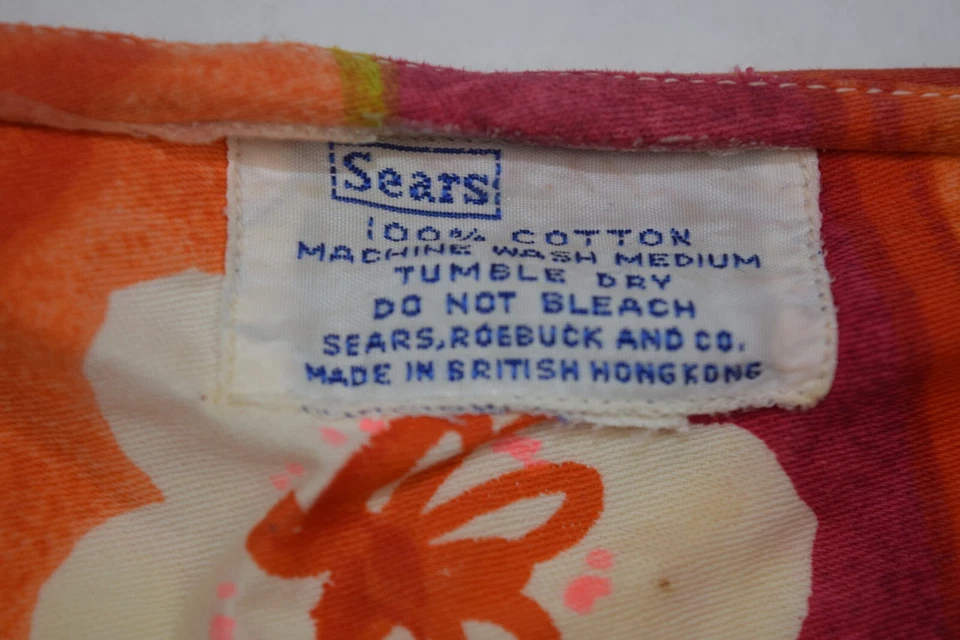 Sears
100% COTTON
MACHINE WASH MEDIUM
TUMBLE DRY
DO NOT BLEACH
SEARS, ROEBUCK AND CO.
MADE IN BRITISH HONGKONG